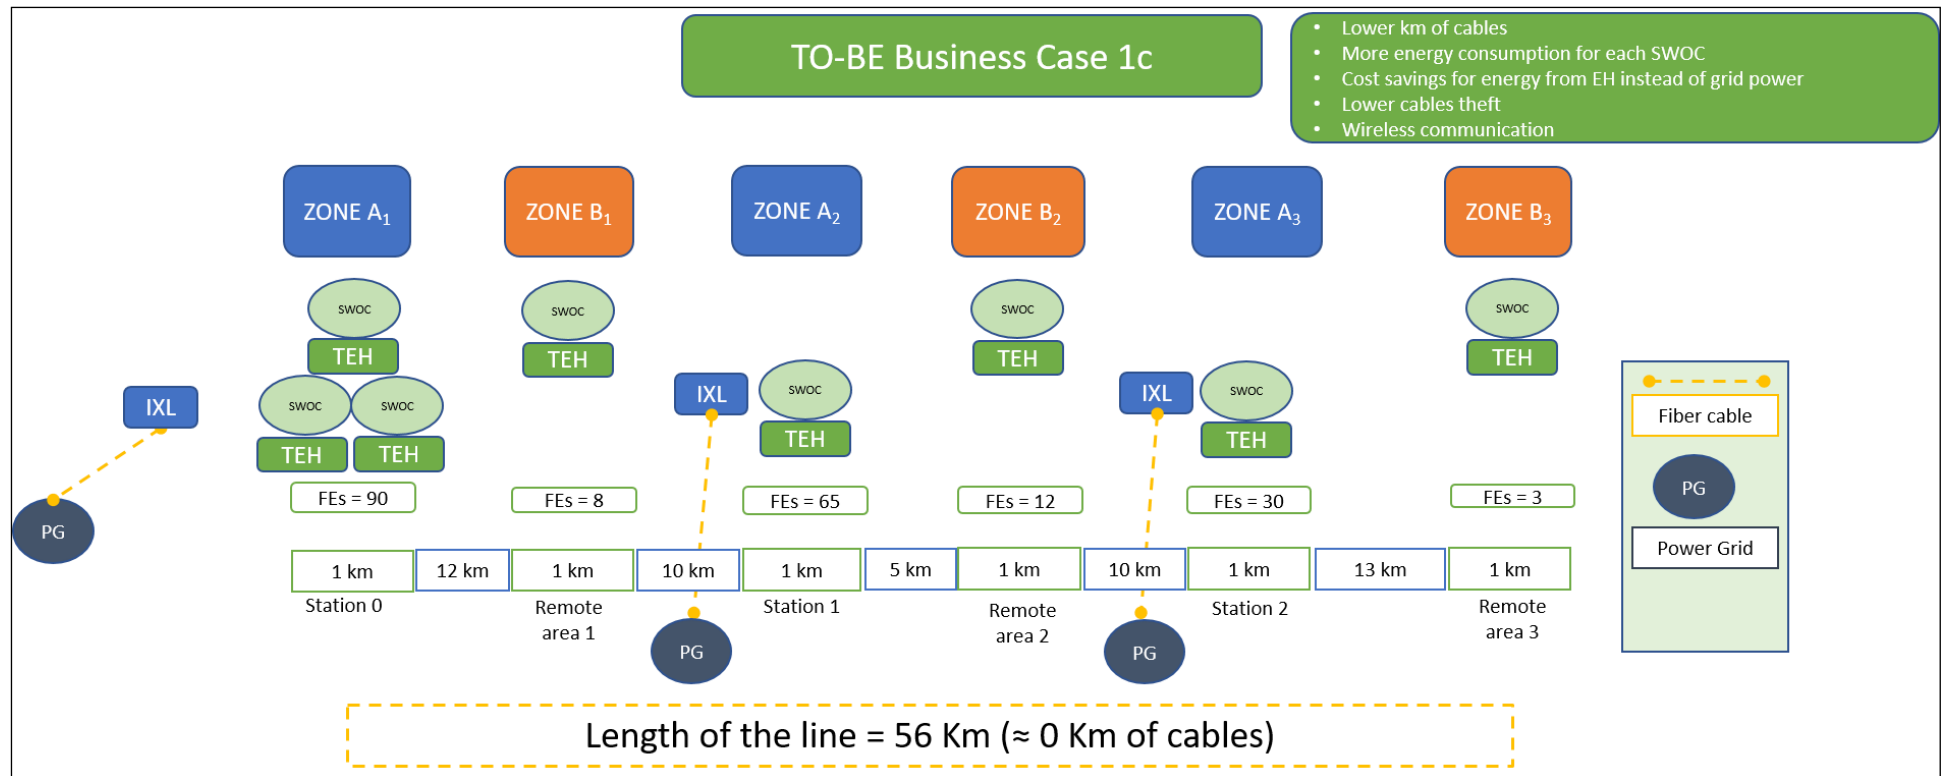 TO-BE Business Case 1c
• Lower km of cables
• More energy consumption for each SWOC
• Cost savings for energy from EH instead of grid power
• Lower cables theft
• Wireless communication
ZONE A1
ZONE B1
ZONE A2
ZONE B2
ZONE A3
ZONE B3
SWOC
TEH
SWOC
SWOC
TEH
TEH
SWOC
TEH
SWOC
TEH
SWOC
TEH
SWOC
TEH
SWOC
TEH
IXL
IXL
IXL
PG
FEs = 90
FEs = 8
FEs = 65
FEs = 12
FEs = 30
FEs = 3
Fiber cable
PG
Power Grid
1 km
12 km
1 km
10 km
1 km
5 km
1 km
10 km
1 km
13 km
1 km
Station 0
Remote
area 1
Station 1
Remote
area 2
Station 2
Remote
area 3
PG
PG
Length of the line = 56 Km (≈ 0 Km of cables)